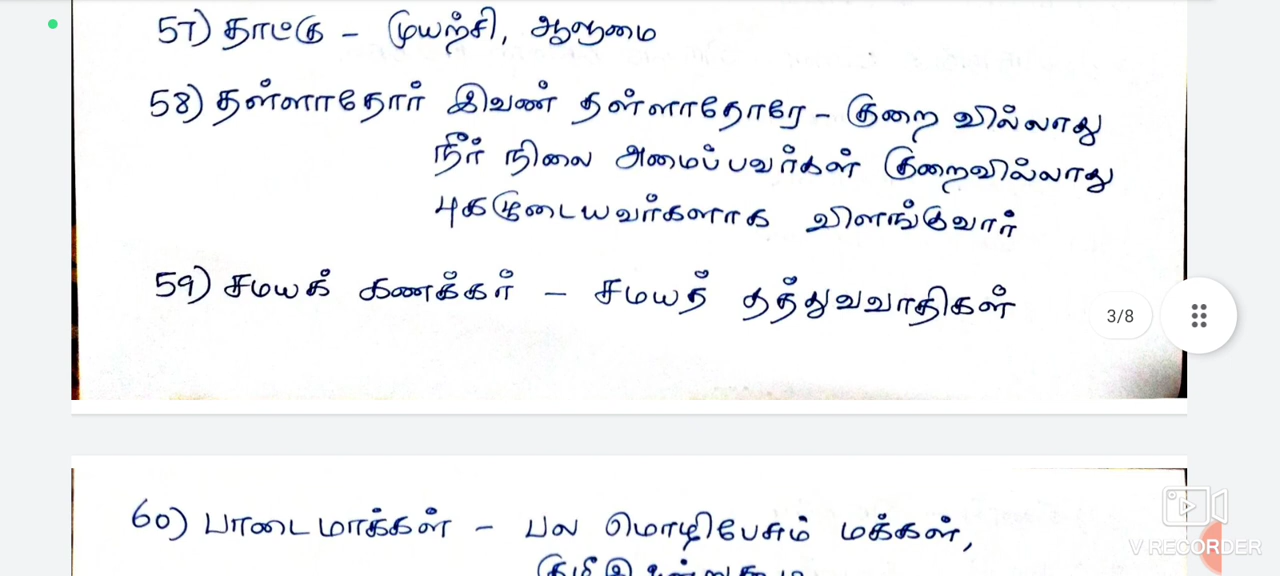 57) தாட்கு - முயற்சி, ஆளுமை
58) தள்ளாதோர் இவண் தள்ளாதோரே - குறை வில்லாது
நீர் நிலை அமைப்பவர்கள் குறைவில்லாது
புகழுடையவர்களாக விளங்குவார்
59) சமயக் கணக்கர் - சமயத் தத்துவவாதிகள்
3/8
60) பாடைமாக்கள் - பல மொழிபேசும் மக்கள்,
V RECORDER